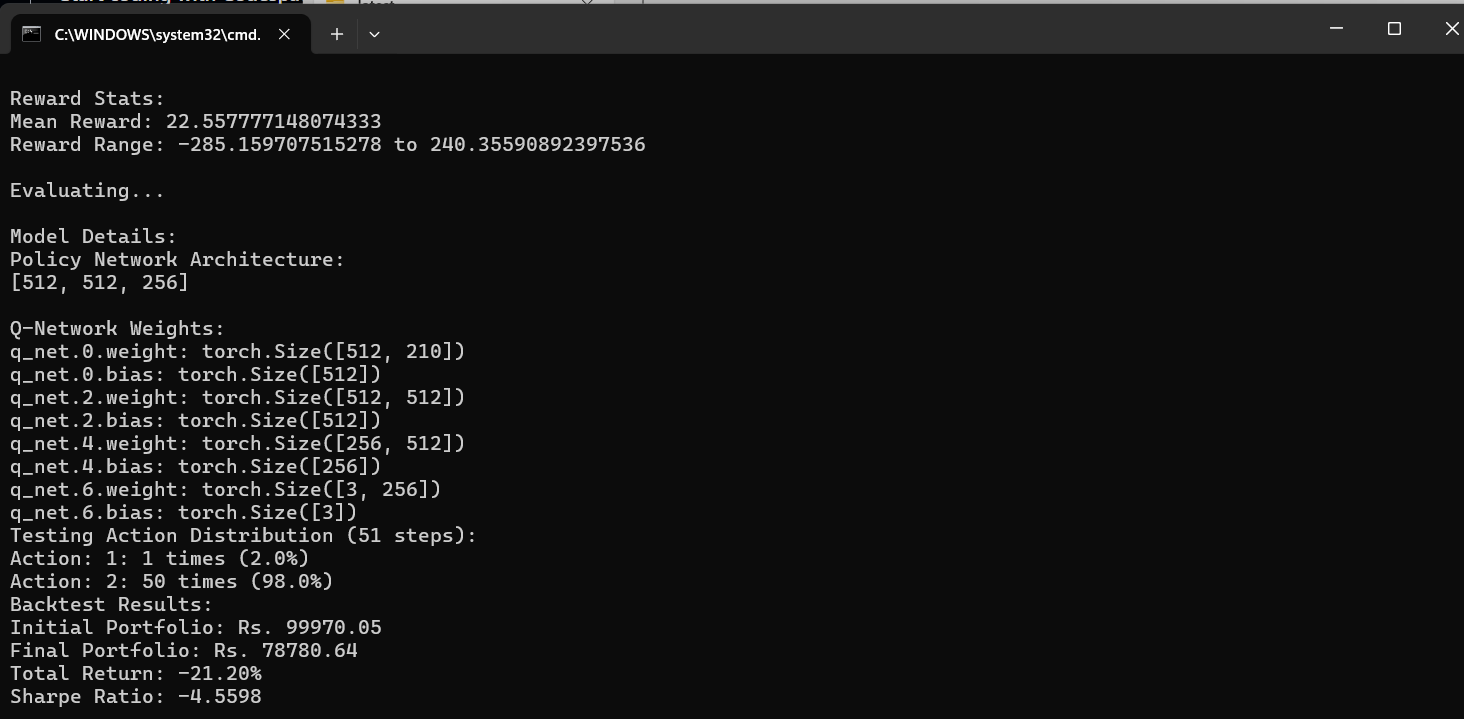 C:\WINDOWS\system32\cmd.
Reward Stats:
Mean Reward: 22.557777148074333
Reward Range: -285.159707515278 to 240.35590892397536
Evaluating...
Model Details:
Policy Network Architecture:
[512, 512, 256]
Q-Network Weights:
q_net.0.weight: torch.Size([512, 210])
q_net.0.bias: torch.Size([512])
q_net.2.weight: torch.Size([512, 512])
q_net.2.bias: torch.Size([512])
q_net.4.weight: torch.Size([256, 512])
q_net.4.bias: torch.Size([256])
q_net.6.weight: torch.Size([3, 256])
q_net.6.bias: torch.Size([3])
Testing Action Distribution (51 steps):
Action: 1: 1 times (2.0%)
Action: 2: 50 times (98.0%)
Backtest Results:
Initial Portfolio: Rs. 99970.05
Final Portfolio: Rs. 78780.64
Total Return: -21.20%
Sharpe Ratio: -4.5598